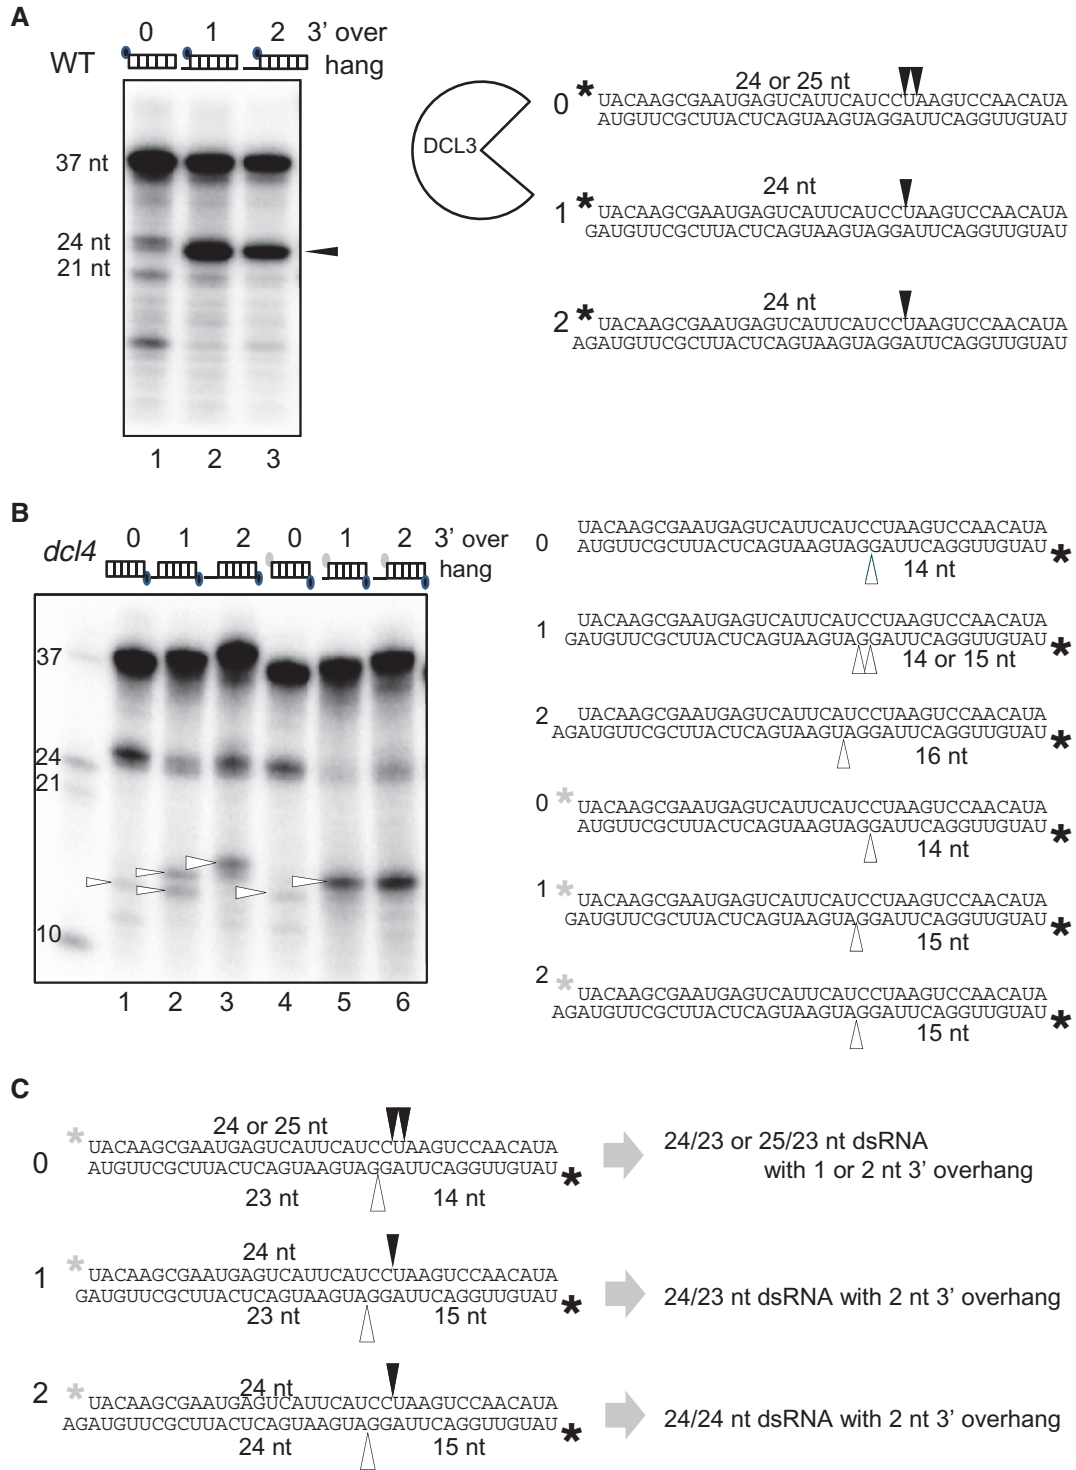 A
0 1 2 3’ over
WT hang
37 nt
24 nt
21 nt
1 2 3
DCL3
24 or 25 nt
0 * UACAAGCGAAUGAGUCAUUCAUCCUAAGUCCAACAUA
AUGUUCGCUUACUCAGUAAGUAGGAUUCAGGUUGUAU
24 nt
1 * UACAAGCGAAUGAGUCAUUCAUCCUAAGUCCAACAUA
GAUGUUCGCUUACUCAGUAAGUAGGAUUCAGGUUGUAU
24 nt
2 * UACAAGCGAAUGAGUCAUUCAUCCUAAGUCCAACAUA
AGAUGUUCGCUUACUCAGUAAGUAGGAUUCAGGUUGUAU
B
dcl4 0 1 2 0 1 2 3’ over
hang
37
24
21
10
1 2 3 4 5 6
UACAAGCGAAUGAGUCAUUCAUCCUAAGUCCAACAUA
0 AUGUUCGCUUACUCAGUAAGUAGGAUUCAGGUUGUAU *
14 nt
UACAAGCGAAUGAGUCAUUCAUCCUAAGUCCAACAUA
1 GAUGUUCGCUUACUCAGUAAGUAGGAUUCAGGUUGUAU *
14 or 15 nt
2 UACAAGCGAAUGAGUCAUUCAUCCUAAGUCCAACAUA
AGAUGUUCGCUUACUCAGUAAGUAGGAUUCAGGUUGUAU *
16 nt
0 * UACAAGCGAAUGAGUCAUUCAUCCUAAGUCCAACAUA
AUGUUCGCUUACUCAGUAAGUAGGAUUCAGGUUGUAU *
14 nt
1 * UACAAGCGAAUGAGUCAUUCAUCCUAAGUCCAACAUA
GAUGUUCGCUUACUCAGUAAGUAGGAUUCAGGUUGUAU *
15 nt
2 * UACAAGCGAAUGAGUCAUUCAUCCUAAGUCCAACAUA
AGAUGUUCGCUUACUCAGUAAGUAGGAUUCAGGUUGUAU *
15 nt
C
24 or 25 nt
* UACAAGCGAAUGAGUCAUUCAUCCUAAGUCCAACAUA
0 AUGUUCGCUUACUCAGUAAGUAGGAUUCAGGUUGUAU *
23 nt 14 nt
24/23 or 25/23 nt dsRNA
with 1 or 2 nt 3’ overhang
24 nt
1 * UACAAGCGAAUGAGUCAUUCAUCCUAAGUCCAACAUA
GAUGUUCGCUUACUCAGUAAGUAGGAUUCAGGUUGUAU *
23 nt 15 nt
24/23 nt dsRNA with 2 nt 3’ overhang
24 nt
2 * UACAAGCGAAUGAGUCAUUCAUCCUAAGUCCAACAUA
AGAUGUUCGCUUACUCAGUAAGUAGGAUUCAGGUUGUAU *
24 nt 15 nt
24/24 nt dsRNA with 2 nt 3’ overhang